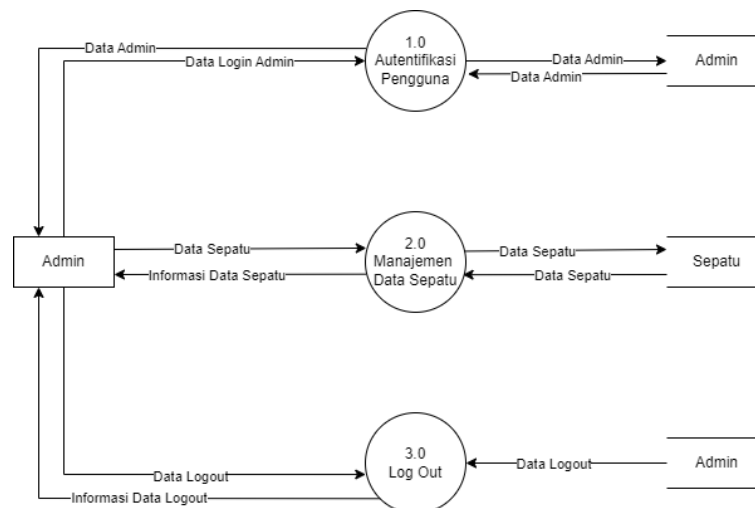 1.0
Autentifikasi
Pengguna
Data Admin
Data Login Admin
Data Admin
Data Admin
Admin
Admin
Data Sepatu
Informasi Data Sepatu
2.0
Manajemen
Data Sepatu
Data Sepatu
Data Sepatu
Sepatu
Data Logout
Informasi Data Logout
3.0
Log Out
Data Logout
Admin